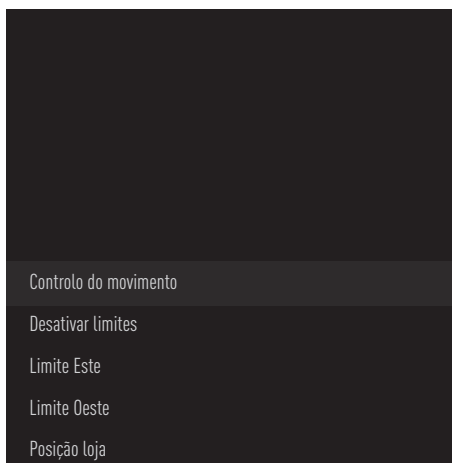 Controlo do movimento
Desativar limites
Limite Este
Limite Oeste
Posição loja